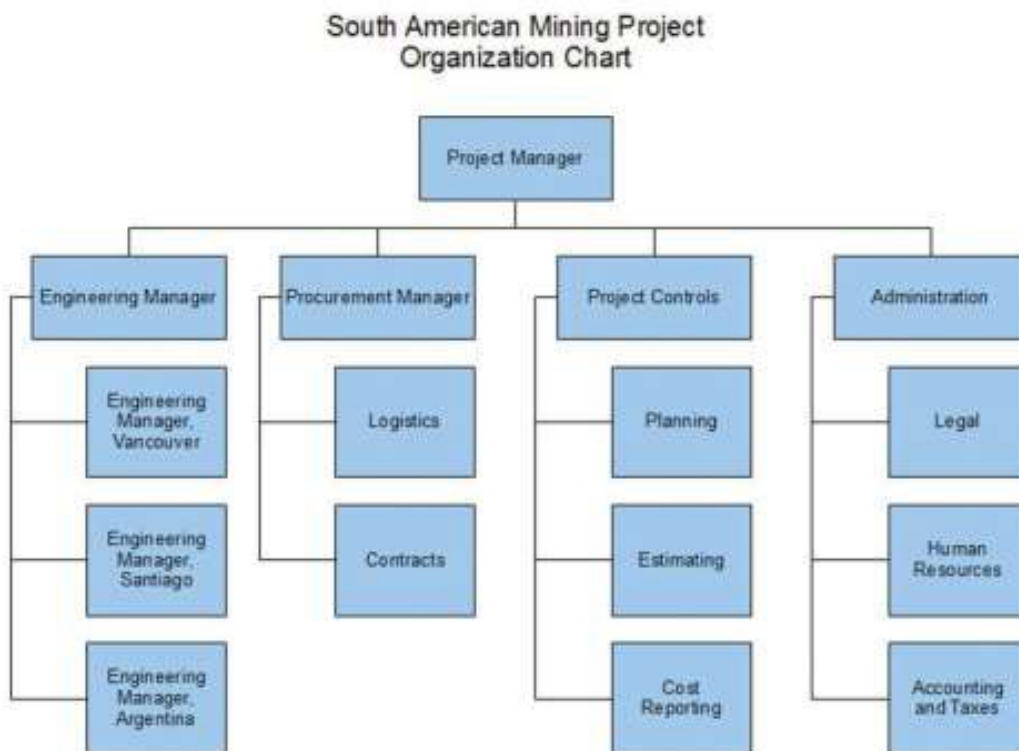 South American Mining Project
Organization Chart
Project Manager
Engineering Manager
Procurement Manager
Project Controls
Administration
Engineering
Manager,
Vancouver
Logistics
Planning
Legal
Engineering
Manager,
Santiago
Contracts
Estimating
Human
Resources
Engineering
Manager,
Argentina
Cost
Reporting
Accounting
and Taxes